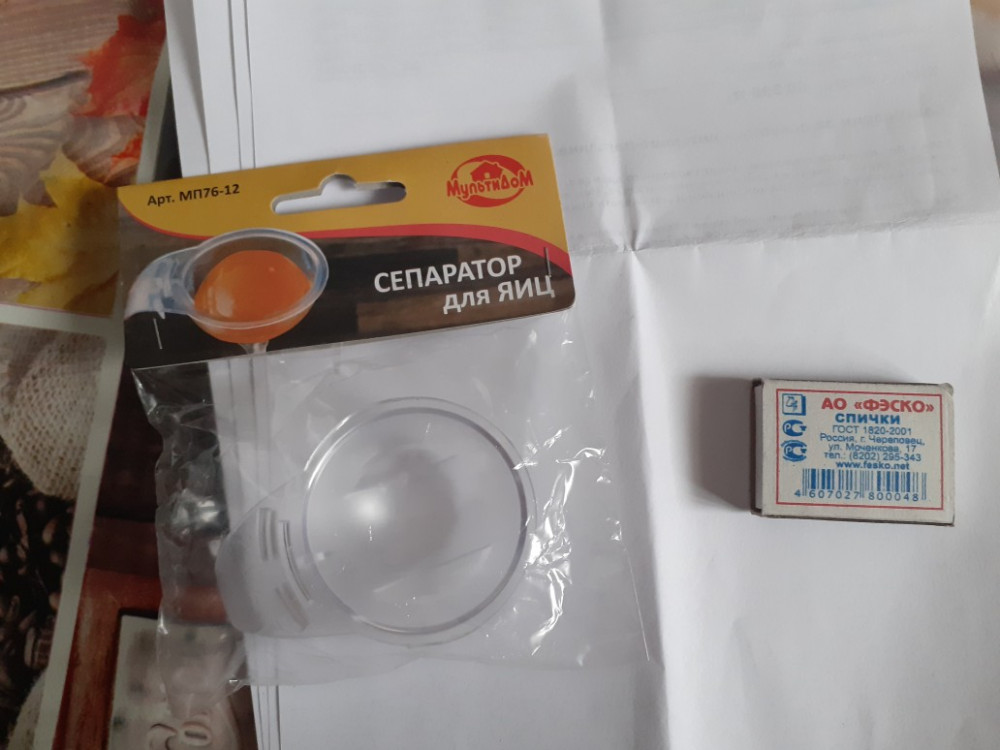 Арт. МП76-12
МультиДоМ
СЕПАРАТОР
для ЯИЦ
АО «ФЭСКО»
СПИЧКИ
ГОСТ 1820-2001
Россия, г. Череповец,
ул. Моченкова, 17
тел.: (8202) 295-343
www.fesko.net
4 607027 800048